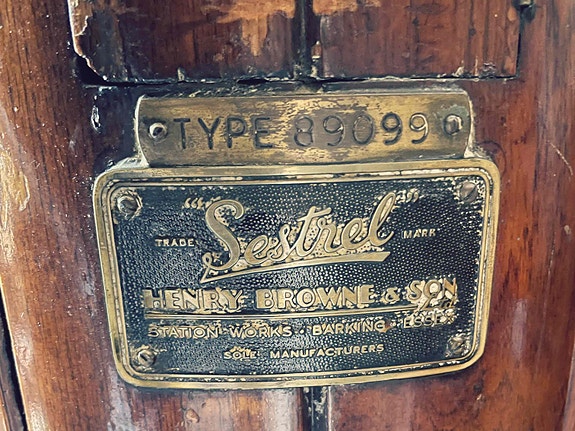 TYPE 89099
"Sestrel"
TRADE MARK
HENRY BROWNE & SON
STATION WORKS · BARKING · ESSEX
SOLE MANUFACTURERS